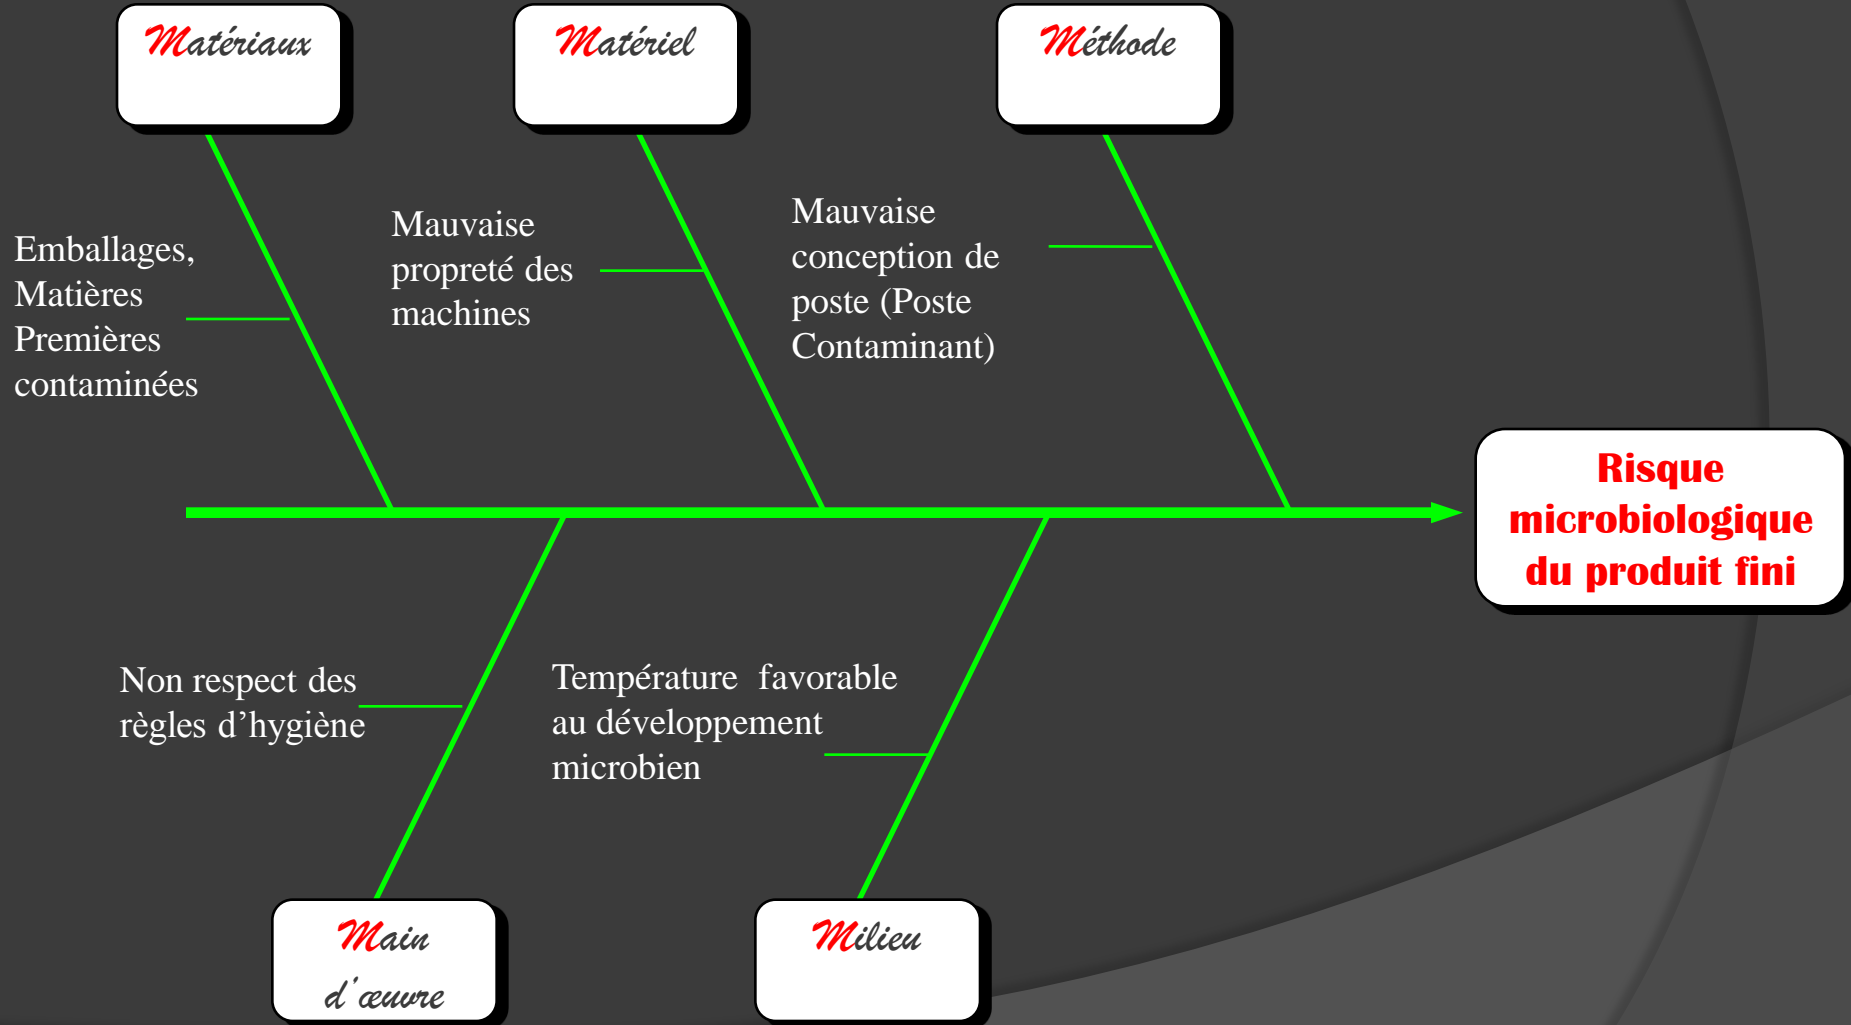 Matériaux
Matériel
Méthode
Emballages,
Matières
Premières
contaminées
Mauvaise
propreté des
machines
Mauvaise
conception de
poste (Poste
Contaminant)
Risque
microbiologique
du produit fini
Non respect des
règles d’hygiène
Température favorable
au développement
microbien
Main
d’œuvre
Milieu